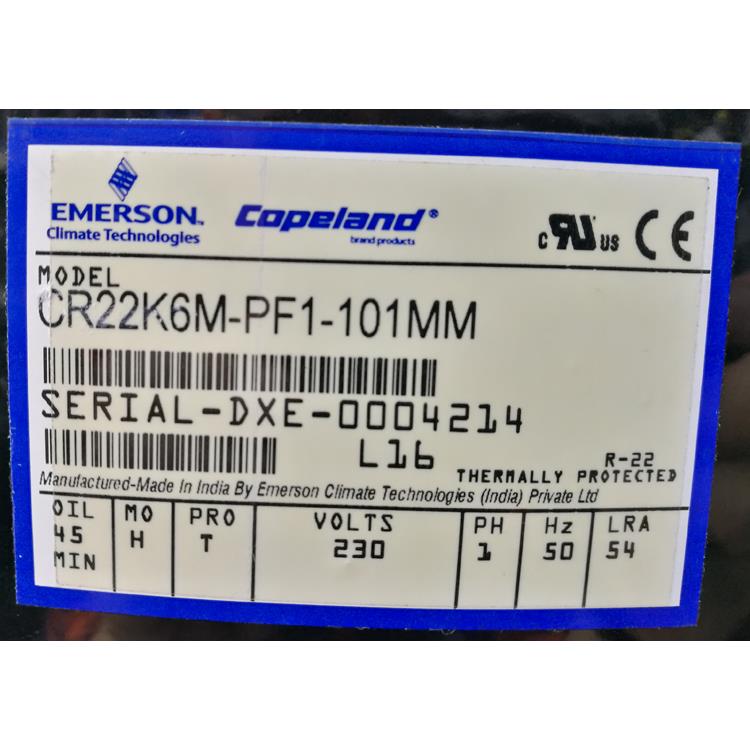 EMERSON™
Climate Technologies
Copeland®
brand products
c RU us CE
MODEL
CR22K6M-PF1-101MM
SERIAL-DXE-0004214
L16
R-22
THERMALLY PROTECTED
Manufactured-Made In India By Emerson Climate Technologies (India) Private Ltd
OIL MO PRO VOLTS PH Hz LRA
45 H T 230 1 50 54
MIN